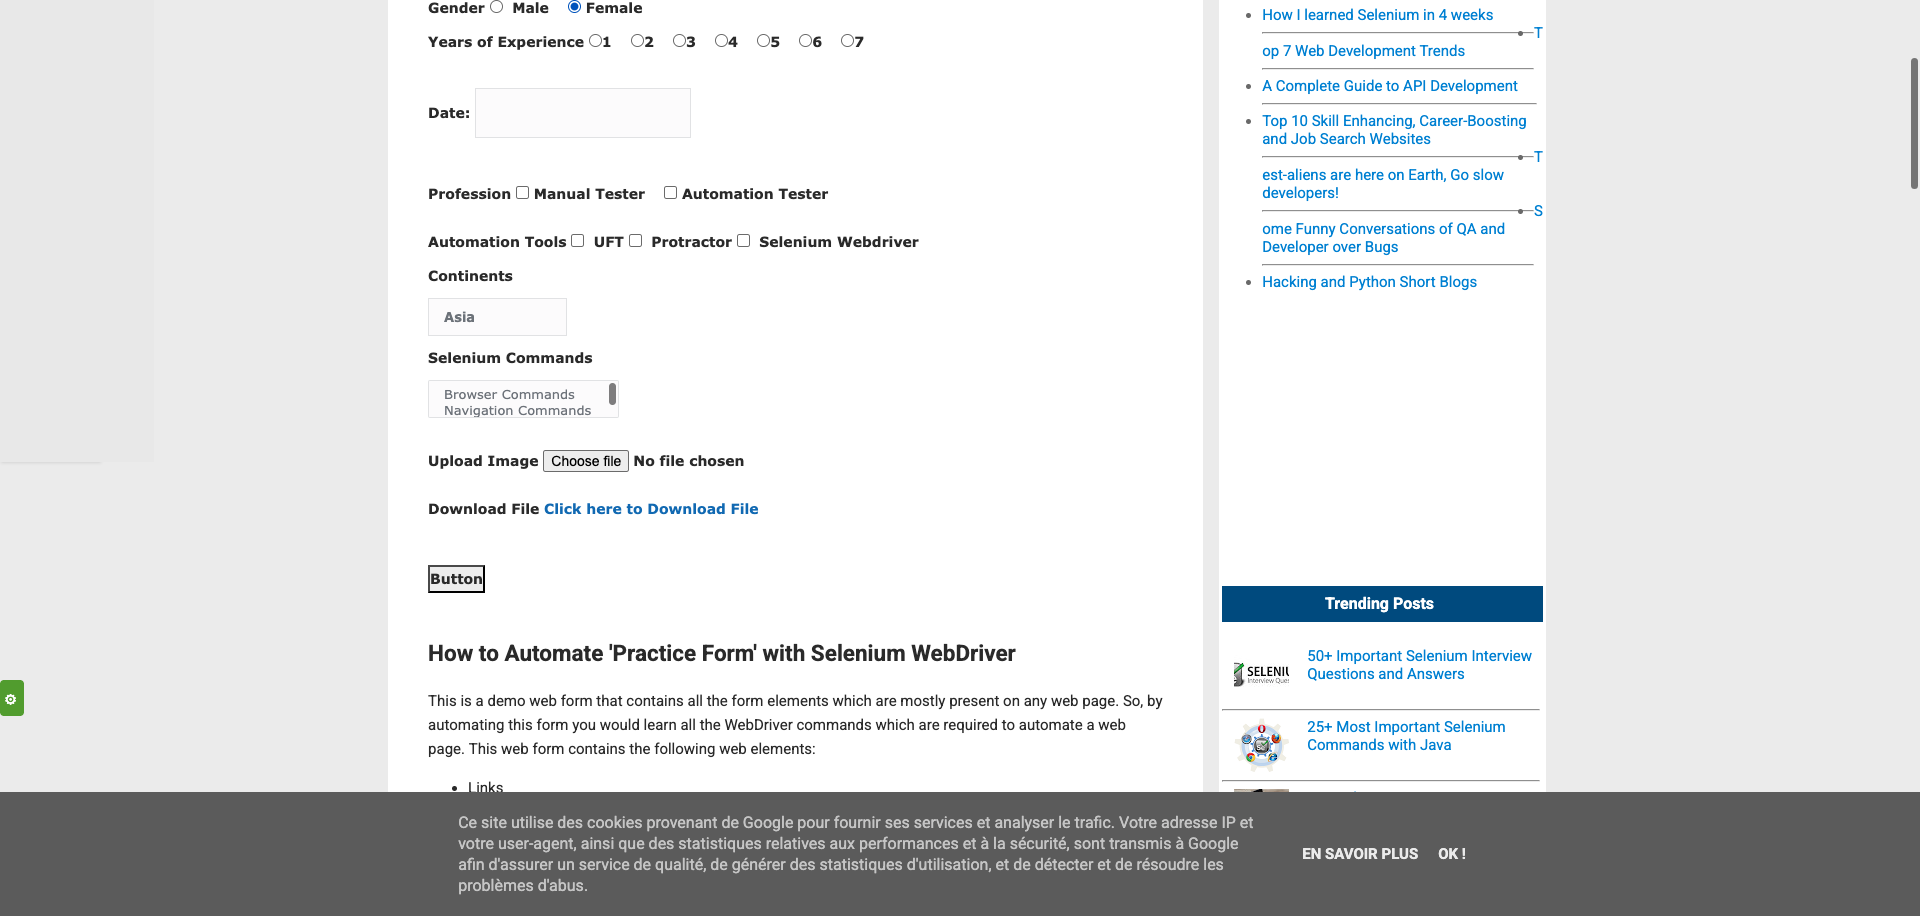 Gender Male Female
Years of Experience 1 2 3 4 5 6 7
Date:
Profession Manual Tester Automation Tester
Automation Tools UFT Protractor Selenium Webdriver
Continents
Asia
Selenium Commands
Browser Commands
Navigation Commands
Upload Image Choose file No file chosen
Download File Click here to Download File
Button
How to Automate 'Practice Form' with Selenium WebDriver
This is a demo web form that contains all the form elements which are mostly present on any web page. So, by
automating this form you would learn all the WebDriver commands which are required to automate a web
page. This web form contains the following web elements:
• Links
• How I learned Selenium in 4 weeks
• T
op 7 Web Development Trends
• A Complete Guide to API Development
• Top 10 Skill Enhancing, Career-Boosting
and Job Search Websites
• T
est-aliens are here on Earth, Go slow
developers!
• S
ome Funny Conversations of QA and
Developer over Bugs
• Hacking and Python Short Blogs
Trending Posts
SELENIU
Interview Ques
50+ Important Selenium Interview
Questions and Answers
25+ Most Important Selenium
Commands with Java
Ce site utilise des cookies provenant de Google pour fournir ses services et analyser le trafic. Votre adresse IP et
votre user-agent, ainsi que des statistiques relatives aux performances et à la sécurité, sont transmis à Google
afin d'assurer un service de qualité, de générer des statistiques d'utilisation, et de détecter et de résoudre les
problèmes d'abus.
EN SAVOIR PLUS OK !